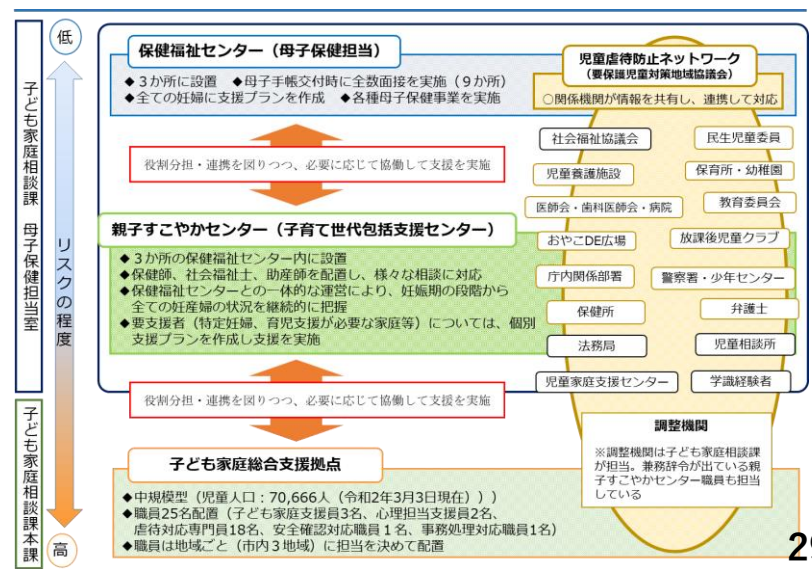 低
子ども家庭相談課 母子保健担当室
リスクの程度
子ども家庭相談課本課
高
保健福祉センター（母子保健担当）
◆３か所に設置 ◆母子手帳交付時に全数面接を実施（９か所）
◆全ての妊婦に支援プランを作成 ◆各種母子保健事業を実施
役割分担・連携を図りつつ、必要に応じて協働して支援を実施
親子すこやかセンター（子育て世代包括支援センター）
◆３か所の保健福祉センター内に設置
◆保健師、社会福祉士、助産師を配置し、様々な相談に対応
◆保健福祉センターとの一体的な運営により、妊娠期の段階から
全ての妊産婦の状況を継続的に把握
◆要支援者（特定妊婦、育児支援が必要な家庭等）については、個別
支援プランを作成し支援を実施
役割分担・連携を図りつつ、必要に応じて協働して支援を実施
子ども家庭総合支援拠点
◆中規模型（児童人口：70,666人（令和2年3月3日現在）））
◆職員25名配置（子ども家庭支援員3名、心理担当支援員2名、
虐待対応専門員18名、安全確認対応職員１名、事務処理対応職員1名）
◆職員は地域ごと（市内３地域）に担当を決めて配置
児童虐待防止ネットワーク
（要保護児童対策地域協議会）
○関係機関が情報を共有し、連携して対応
社会福祉協議会
民生児童委員
児童養護施設
保育所・幼稚園
医師会・歯科医師会・病院
教育委員会
おやこDE広場
放課後児童クラブ
庁内関係部署
警察署・少年センター
保健所
弁護士
法務局
児童相談所
児童家庭支援センター
学識経験者
調整機関
※調整機関は子ども家庭相談課
が担当。兼務辞令が出ている親
子すこやかセンター職員も担当
している